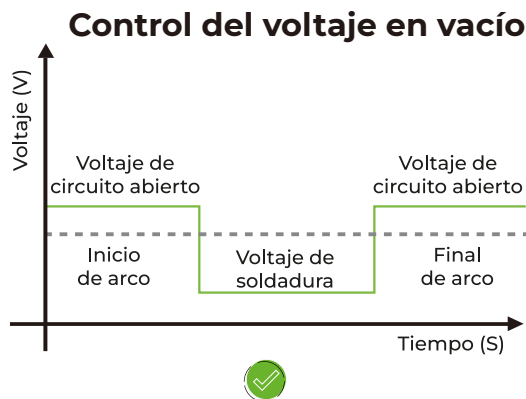 Control del voltaje en vacío
Voltaje (V)
Voltaje de
circuito abierto
Voltaje de
circuito abierto
Inicio
de arco
Voltaje de
soldadura
Final
de arco
Tiempo (S)